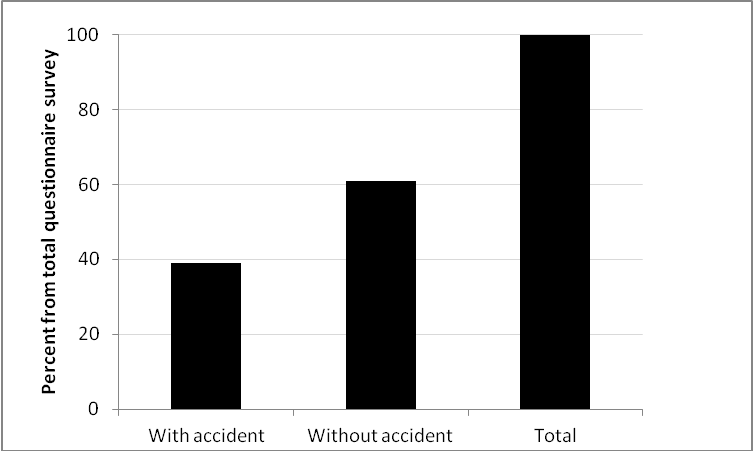 Percent from total questionnaire survey
100
80
60
40
20
0
With accident
Without accident
Total